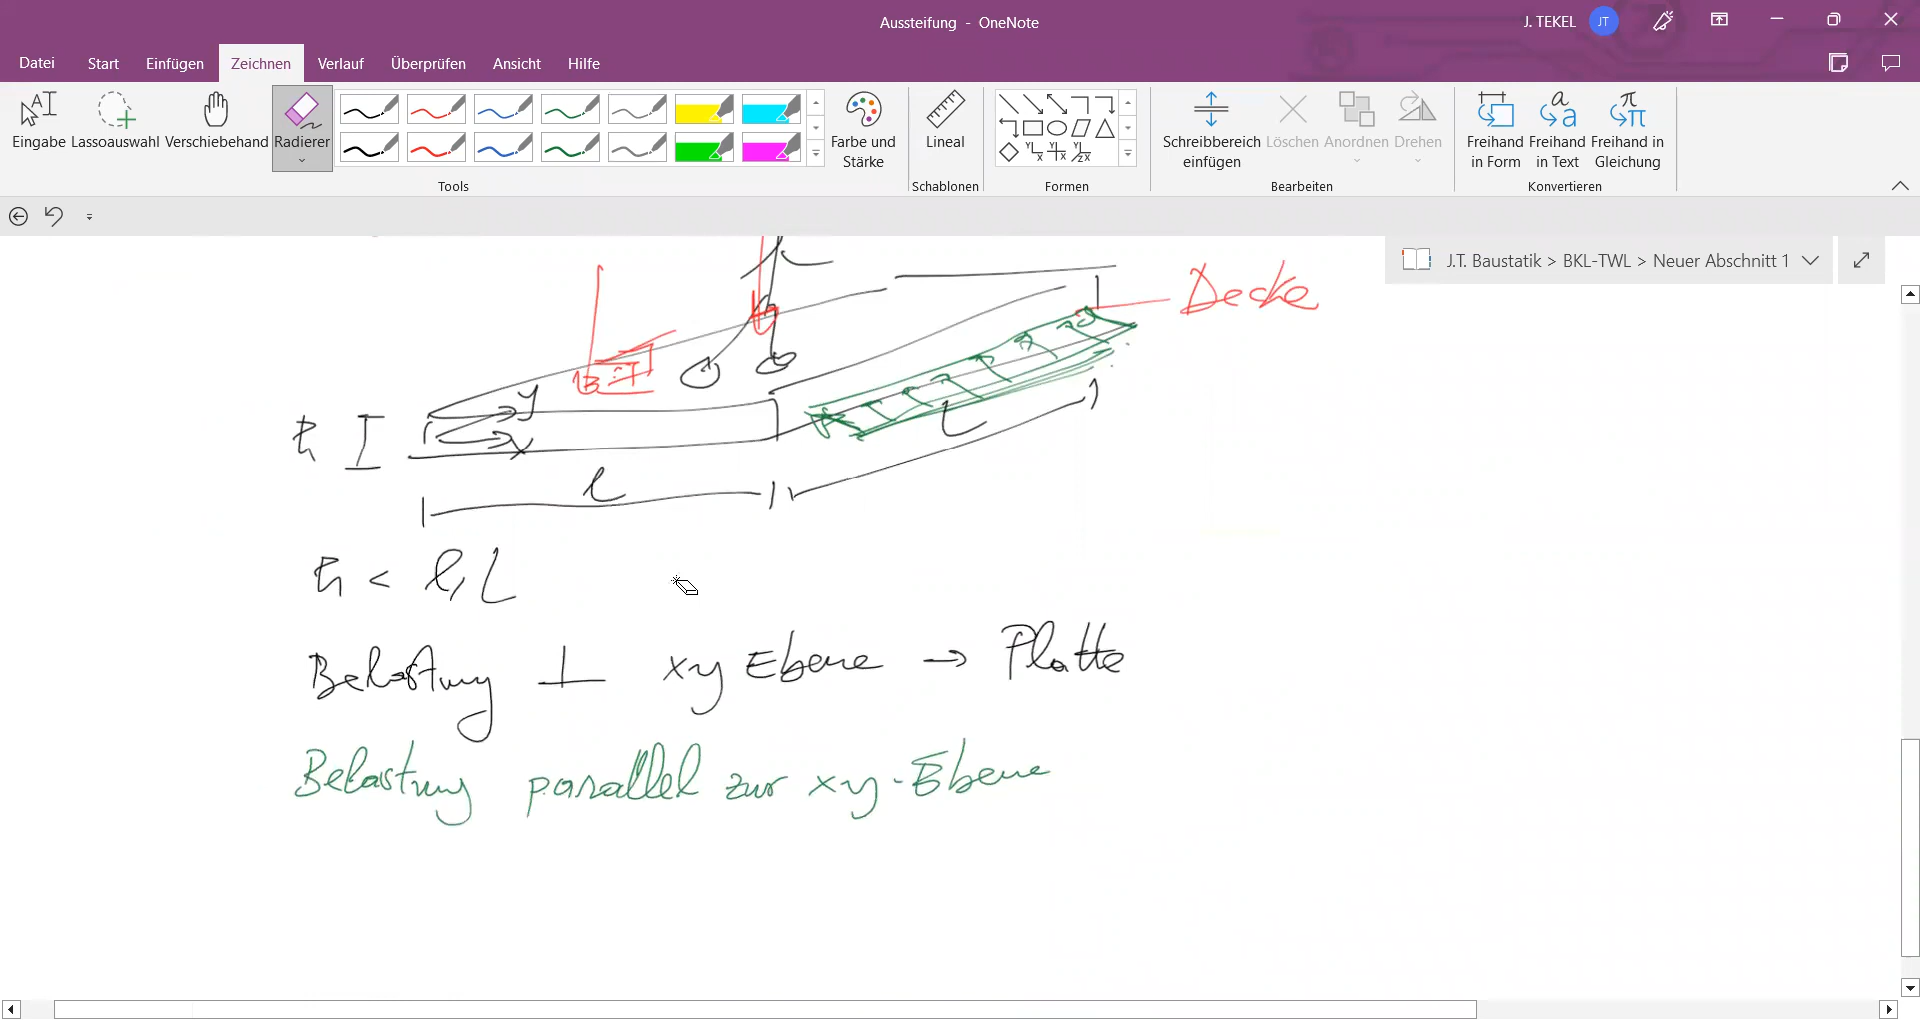 Aussteifung - OneNote
J. TEKEL JT
Datei Start Einfügen Zeichnen Verlauf Überprüfen Ansicht Hilfe
Eingabe Lassoauswahl Verschiebehand Radierer Farbe und Stärke Lineal Schreibbereich einfügen Löschen Anordnen Drehen Freihand in Form Freihand in Text Freihand in Gleichung
Tools Schablonen Formen Bearbeiten Konvertieren
J.T. Baustatik > BKL-TWL > Neuer Abschnitt 1
Decke
y
h
x
L
l
h < l, L
Belastung ⊥ xy Ebene → Platte
Belastung parallel zur xy-Ebene